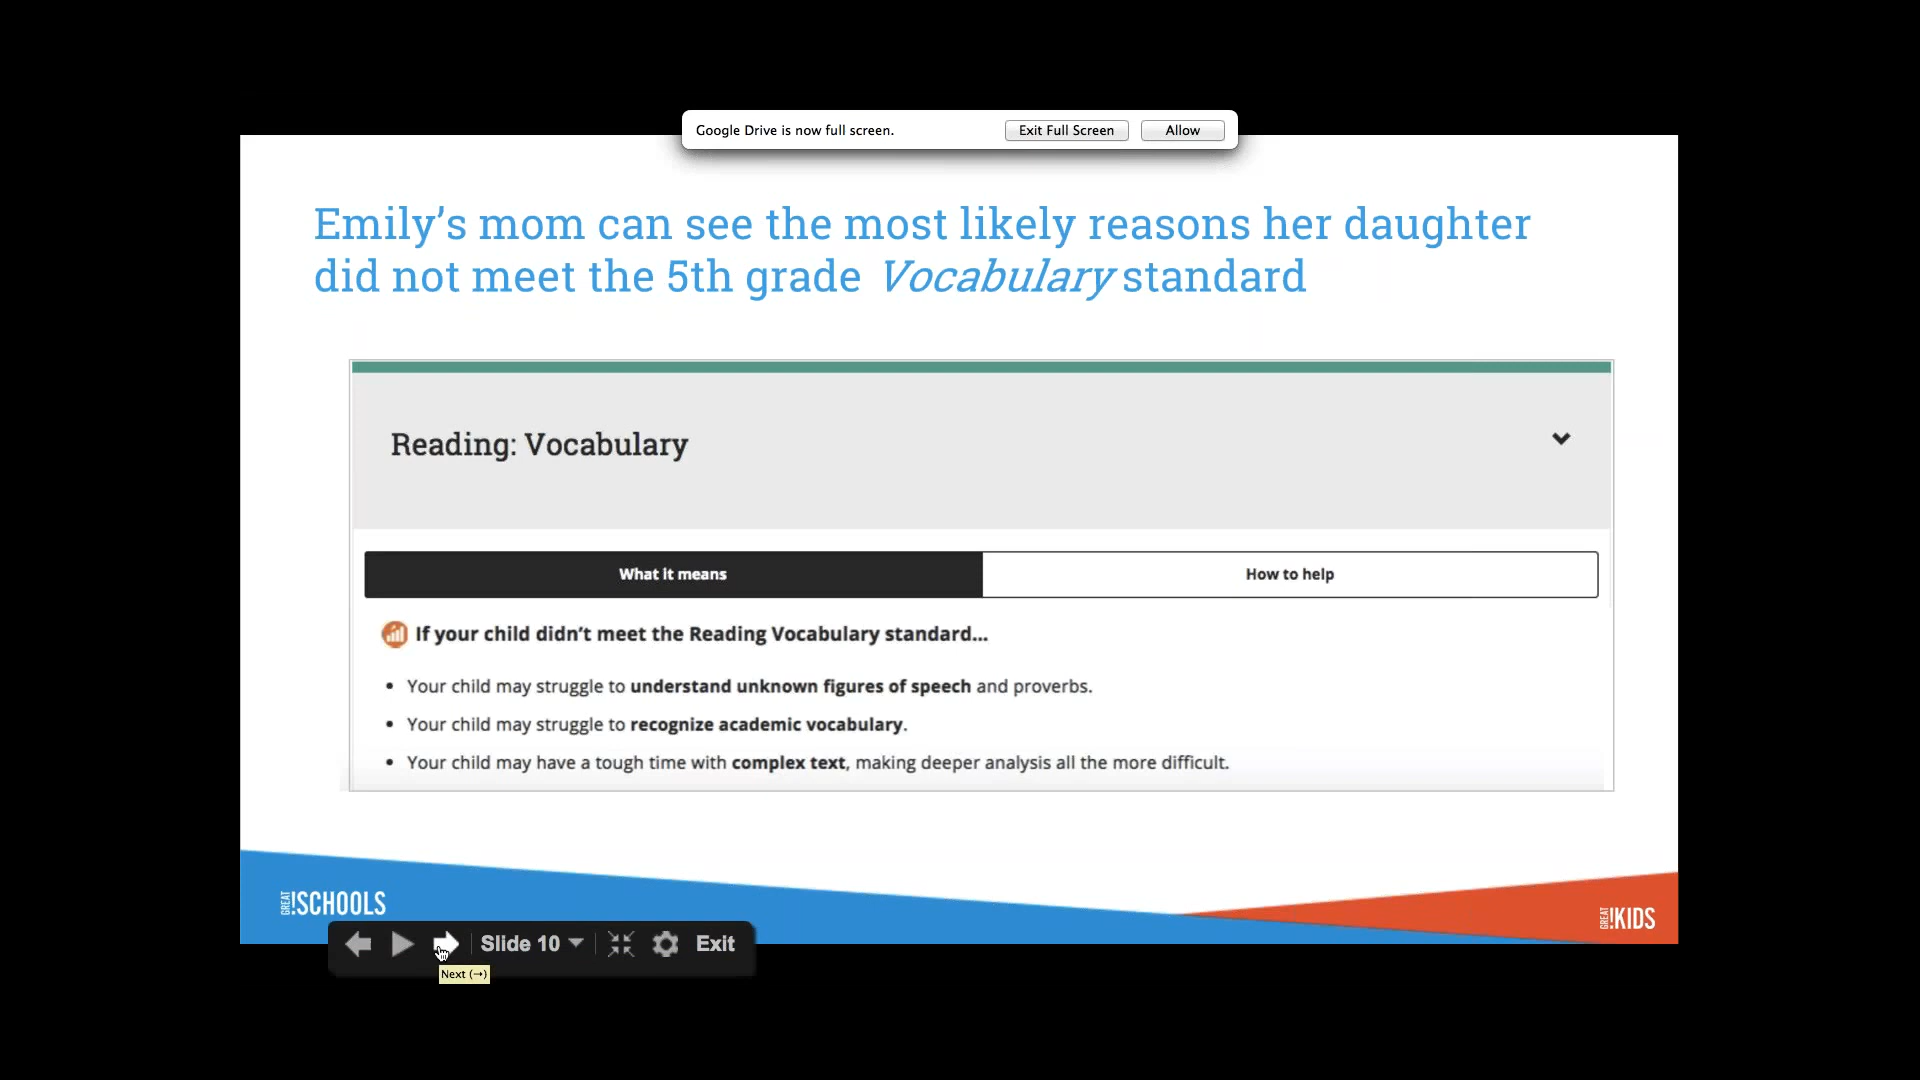 Google Drive is now full screen. Exit Full Screen Allow
Emily's mom can see the most likely reasons her daughter
did not meet the 5th grade Vocabulary standard
Reading: Vocabulary
What it means How to help
If your child didn't meet the Reading Vocabulary standard...
• Your child may struggle to understand unknown figures of speech and proverbs.
• Your child may struggle to recognize academic vocabulary.
• Your child may have a tough time with complex text, making deeper analysis all the more difficult.
GREAT!SCHOOLS
GREAT!KIDS
Slide 10 Exit
Next (→)